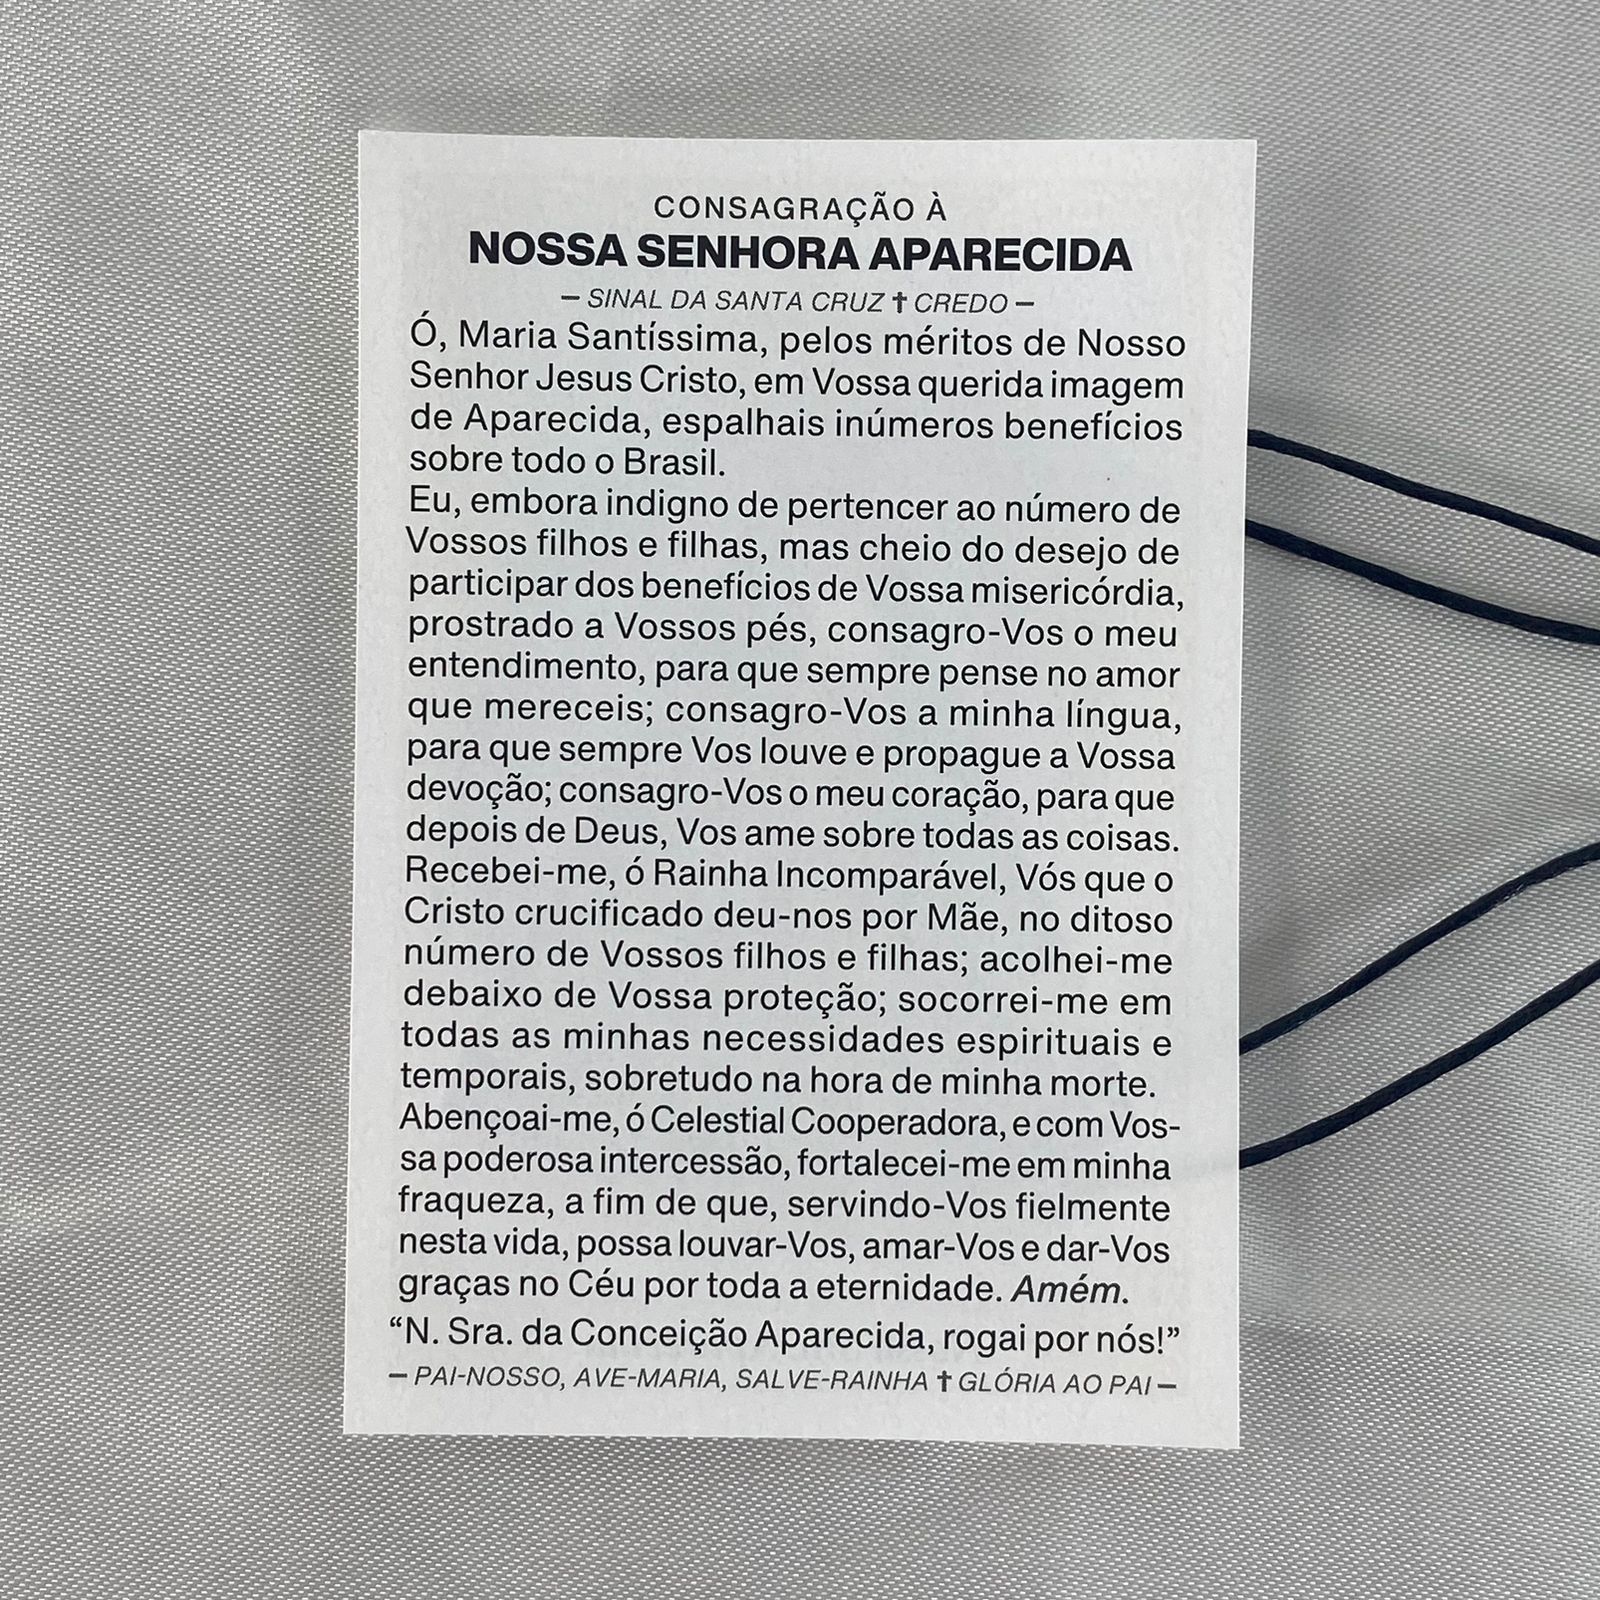 CONSAGRAÇÃO À
NOSSA SENHORA APARECIDA
– SINAL DA SANTA CRUZ ✝ CREDO –
Ó, Maria Santíssima, pelos méritos de Nosso
Senhor Jesus Cristo, em Vossa querida imagem
de Aparecida, espalhais inúmeros benefícios
sobre todo o Brasil.
Eu, embora indigno de pertencer ao número de
Vossos filhos e filhas, mas cheio do desejo de
participar dos benefícios de Vossa misericórdia,
prostrado a Vossos pés, consagro-Vos o meu
entendimento, para que sempre pense no amor
que mereceis; consagro-Vos a minha língua,
para que sempre Vos louve e propague a Vossa
devoção; consagro-Vos o meu coração, para que
depois de Deus, Vos ame sobre todas as coisas.
Recebei-me, ó Rainha Incomparável, Vós que o
Cristo crucificado deu-nos por Mãe, no ditoso
número de Vossos filhos e filhas; acolhei-me
debaixo de Vossa proteção; socorrei-me em
todas as minhas necessidades espirituais e
temporais, sobretudo na hora de minha morte.
Abençoai-me, ó Celestial Cooperadora, e com Vos-
sa poderosa intercessão, fortalecei-me em minha
fraqueza, a fim de que, servindo-Vos fielmente
nesta vida, possa louvar-Vos, amar-Vos e dar-Vos
graças no Céu por toda a eternidade. Amém.
“N. Sra. da Conceição Aparecida, rogai por nós!”
– PAI-NOSSO, AVE-MARIA, SALVE-RAINHA ✝ GLÓRIA AO PAI –